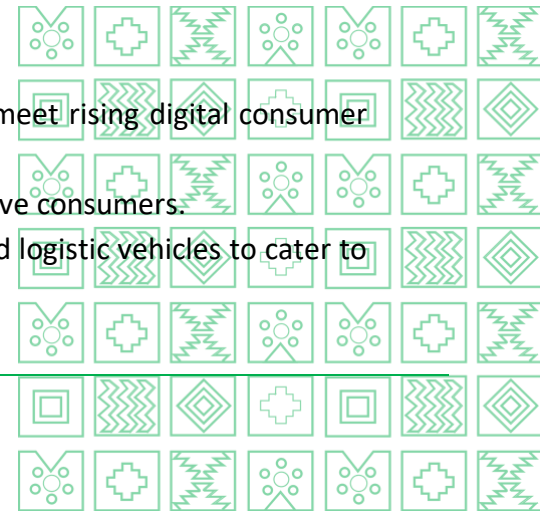 meet rising digital consumer
ve consumers.
d logistic vehicles to cater to